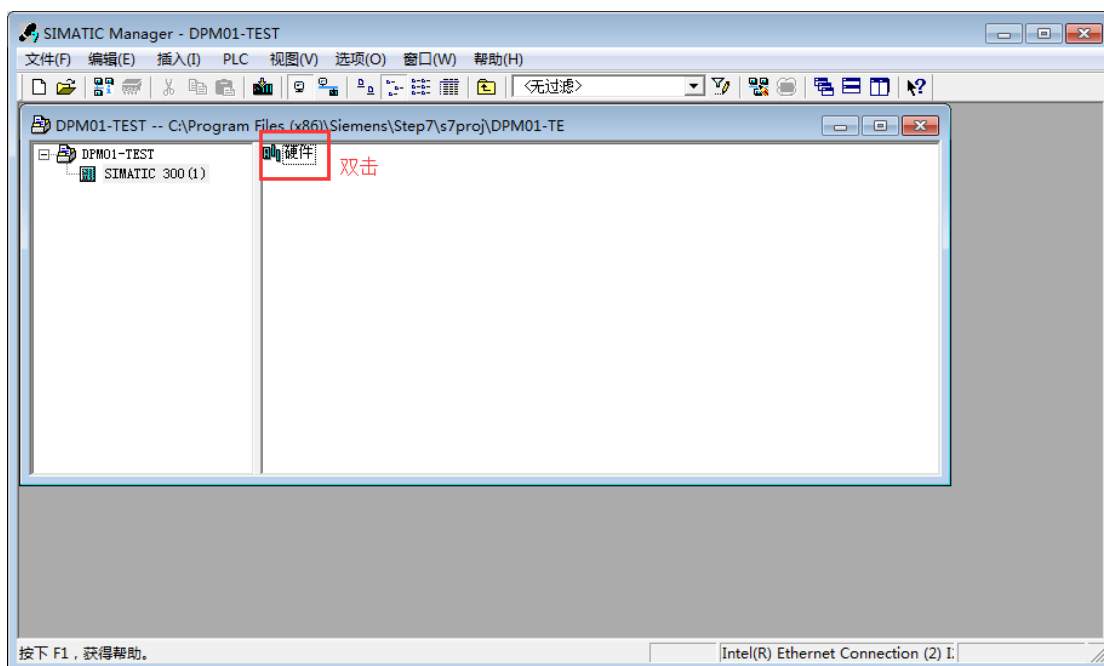 SIMATIC Manager - DPM01-TEST
文件(F) 编辑(E) 插入(I) PLC 视图(V) 选项(O) 窗口(W) 帮助(H)
<无过滤>
DPM01-TEST -- C:\Program Files (x86)\Siemens\Step7\s7proj\DPM01-TE
DPM01-TEST
硬件
双击
SIMATIC 300(1)
按下 F1，获得帮助。
Intel(R) Ethernet Connection (2) I: